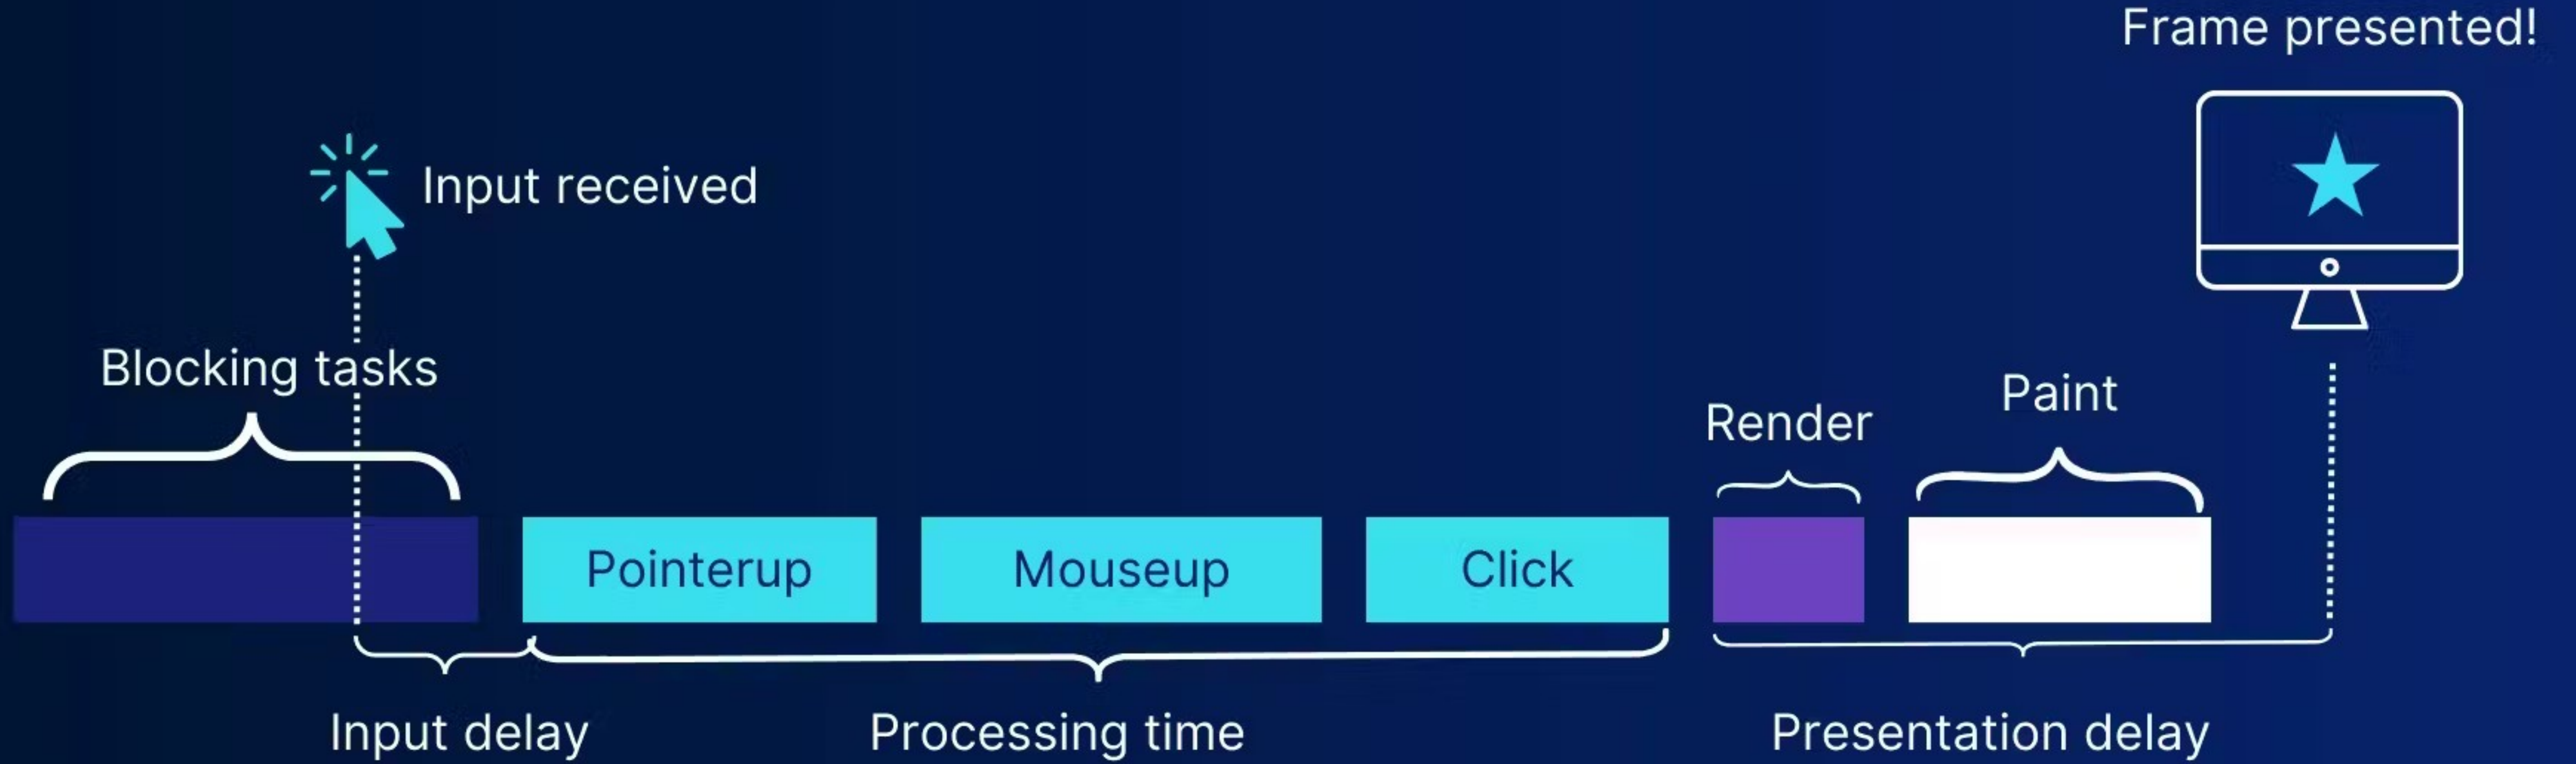 Frame presented!
Input received
Blocking tasks
Render
Paint
Pointerup
Mouseup
Click
Input delay
Processing time
Presentation delay